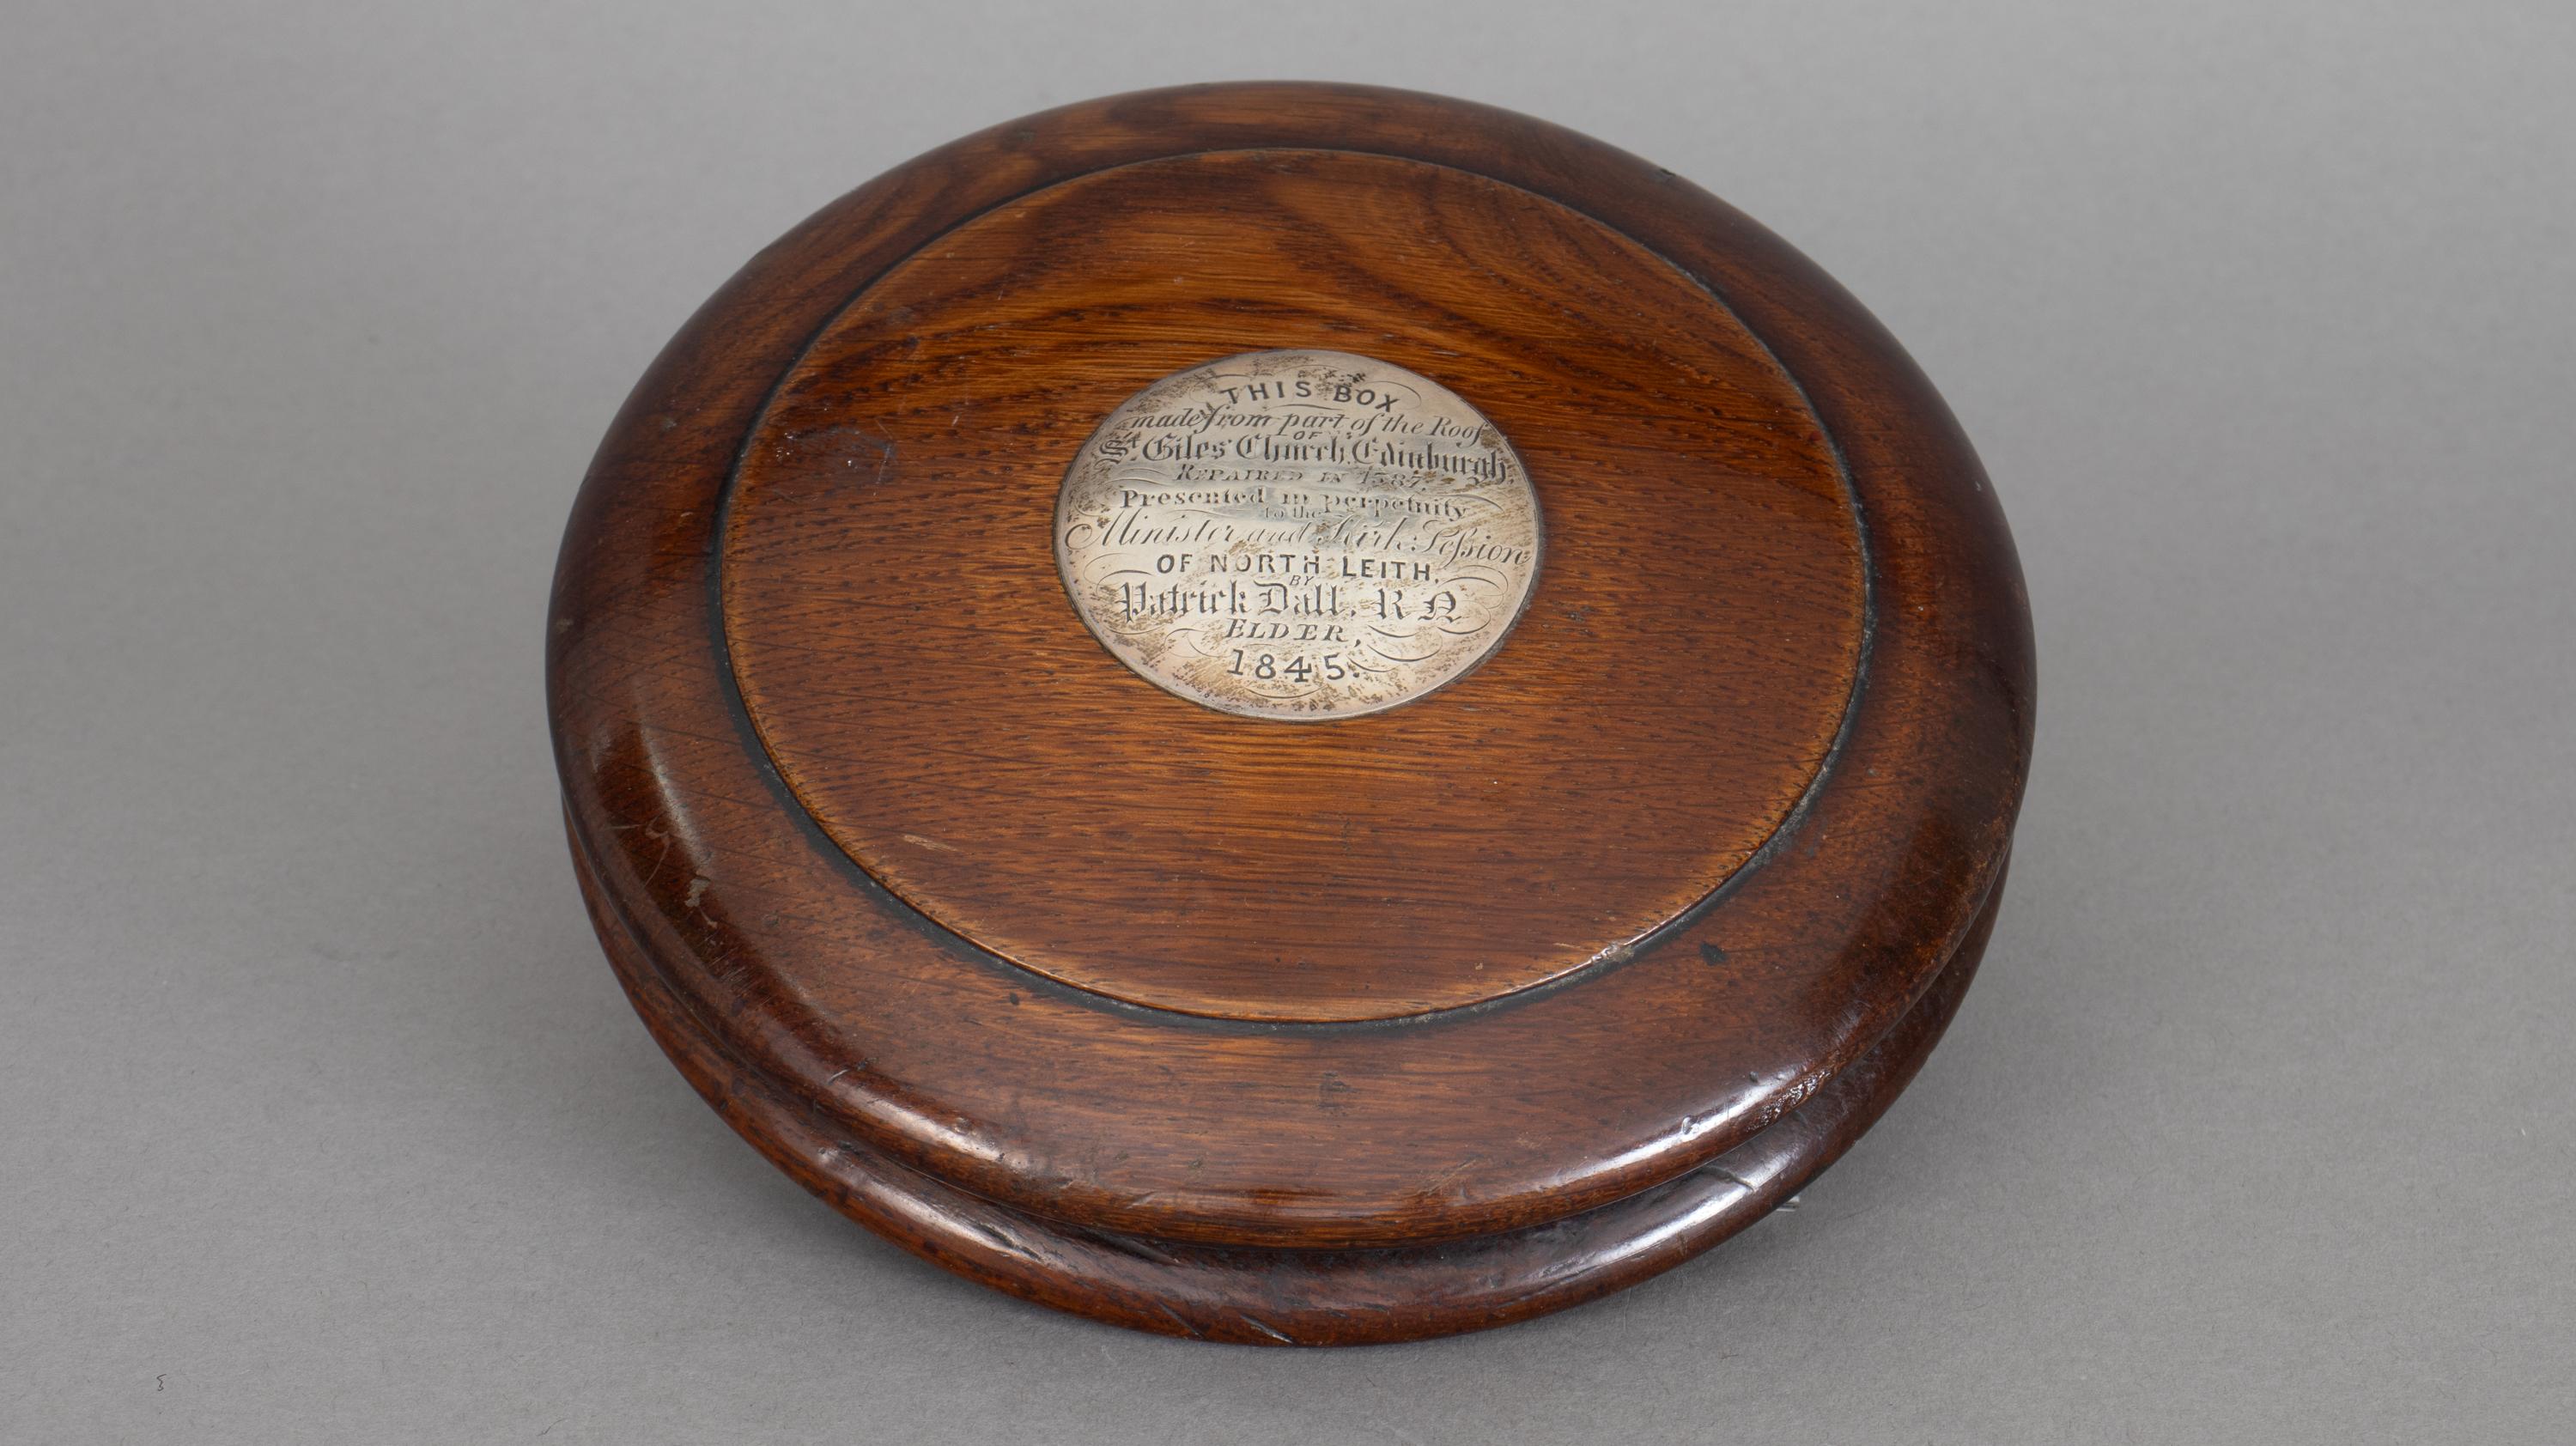 THIS BOX
made from part of the Roof
OF
St. Giles Church, Edinburgh,
REPAIRED IN 1387.
Presented in perpetuity
to the
Minister and Kirk Session
OF NORTH LEITH,
BY
Patrick Dall, R N
ELDER,
1845.